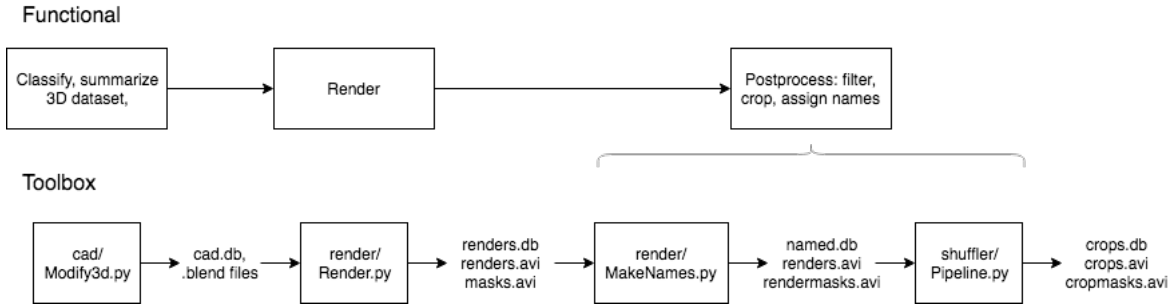 Functional
Classify, summarize
3D dataset,
Render
Postprocess: filter,
crop, assign names
Toolbox
cad/
Modify3d.py
cad.db,
.blend files
render/
Render.py
renders.db
renders.avi
masks.avi
render/
MakeNames.py
named.db
renders.avi
rendermasks.avi
shuffler/
Pipeline.py
crops.db
crops.avi
cropmasks.avi